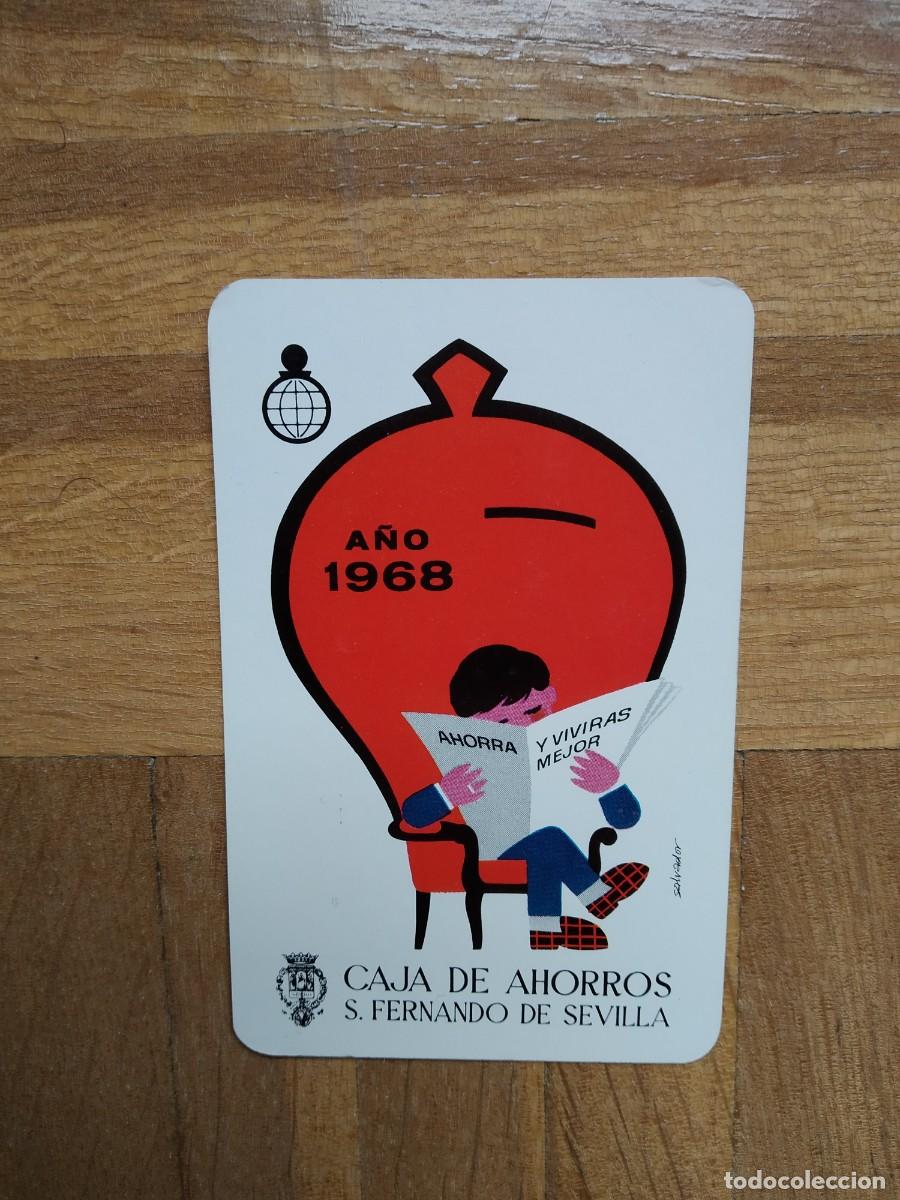 AÑO
1968
AHORRA
Y VIVIRAS
MEJOR
salvador
CAJA DE AHORROS
S. FERNANDO DE SEVILLA
todocoleccion